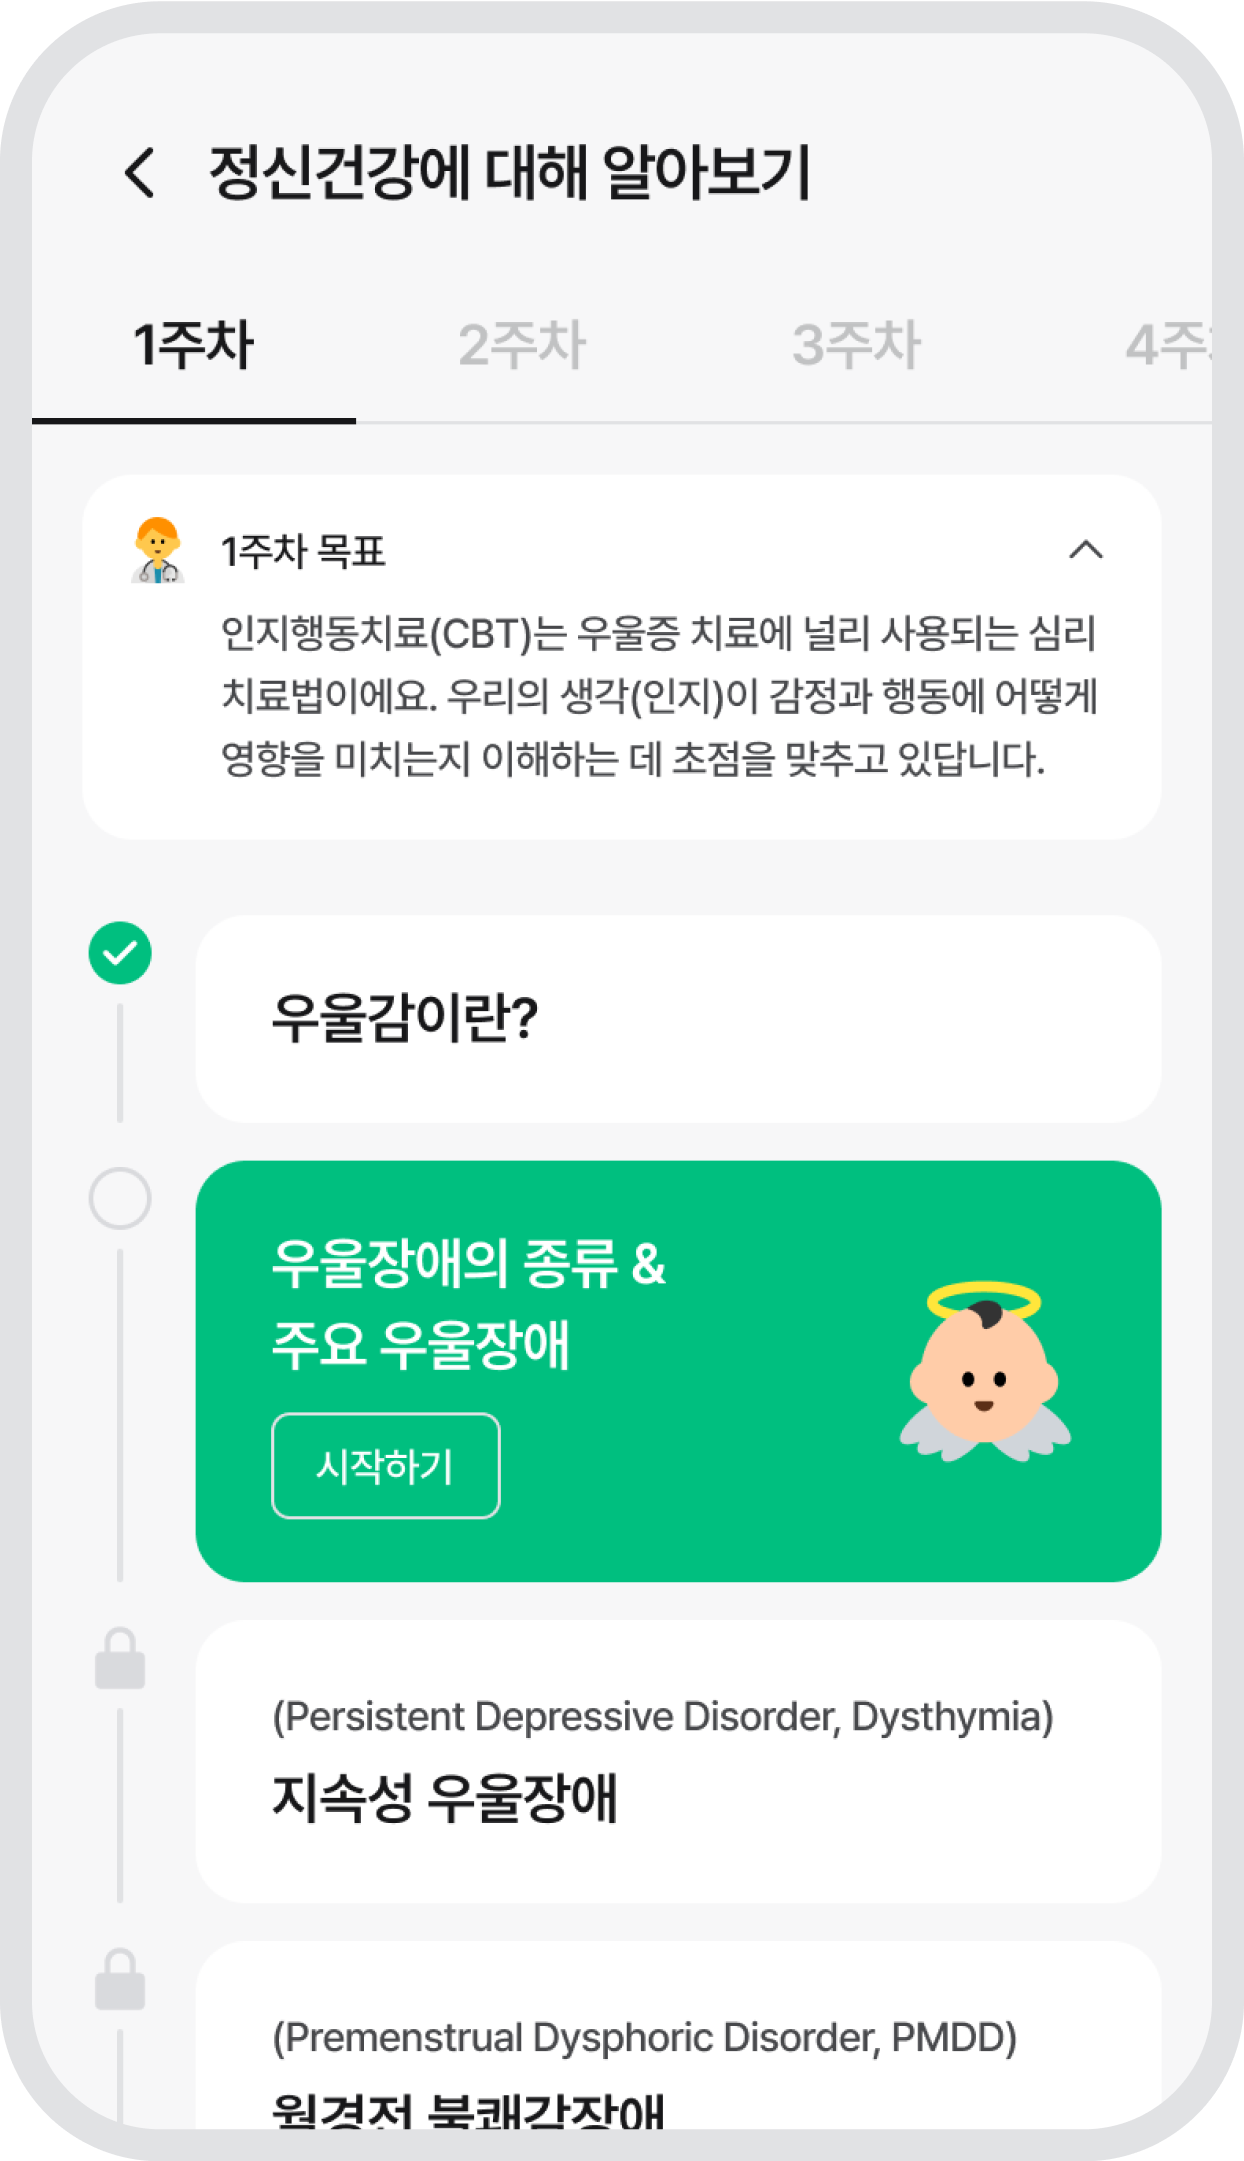 정신건강에 대해 알아보기
1주차 2주차 3주차 4주
1주차 목표
인지행동치료(CBT)는 우울증 치료에 널리 사용되는 심리
치료법이에요. 우리의 생각(인지)이 감정과 행동에 어떻게
영향을 미치는지 이해하는 데 초점을 맞추고 있답니다.
우울감이란?
우울장애의 종류 &
주요 우울장애
시작하기
(Persistent Depressive Disorder, Dysthymia)
지속성 우울장애
(Premenstrual Dysphoric Disorder, PMDD)
월경전 불쾌감장애